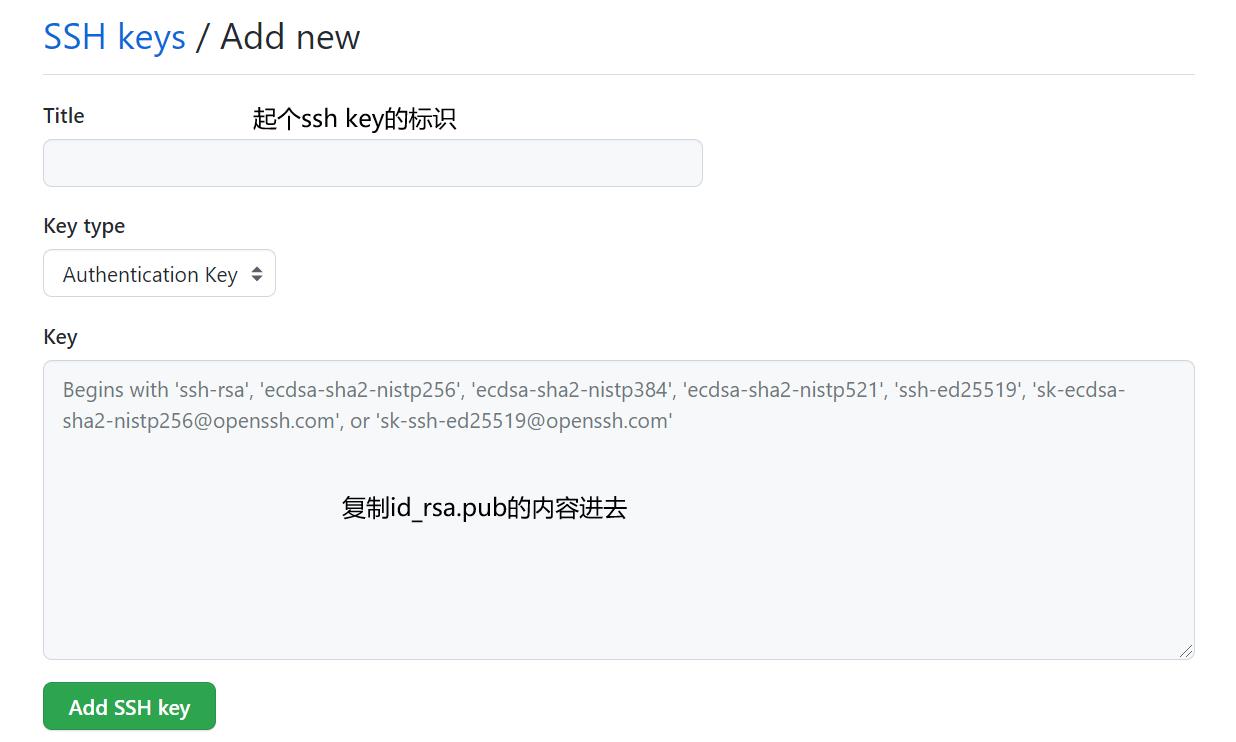 SSH keys / Add new
Title
起个ssh key的标识
Key type
Authentication Key
Key
Begins with 'ssh-rsa', 'ecdsa-sha2-nistp256', 'ecdsa-sha2-nistp384', 'ecdsa-sha2-nistp521', 'ssh-ed25519', 'sk-ecdsa-
sha2-nistp256@openssh.com', or 'sk-ssh-ed25519@openssh.com'
复制id_rsa.pub的内容进去
Add SSH key